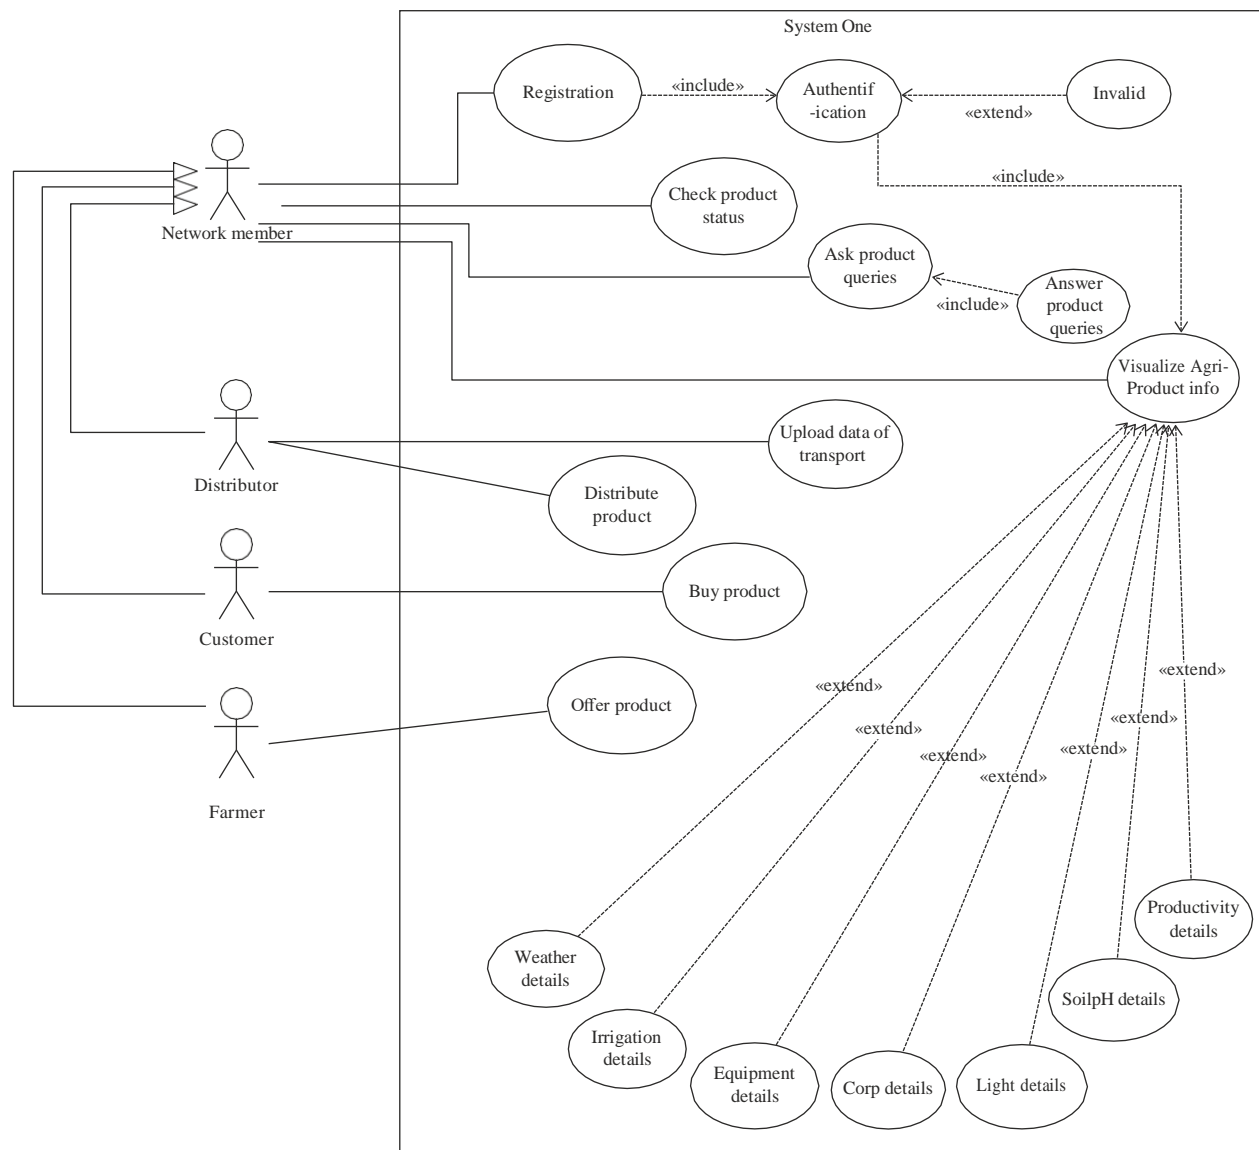 System One
Registration
«include»
Authentif
-ication
«extend»
Invalid
«include»
Network member
Check product
status
Ask product
queries
«include»
Answer
product
queries
Visualize Agri-
Product info
Distributor
Upload data of
transport
Distribute
product
Customer
Buy product
Farmer
Offer product
«extend»
«extend»
«extend»
«extend»
«extend»
«extend»
«extend»
Weather
details
Irrigation
details
Equipment
details
Corp details
Light details
SoilpH details
Productivity
details